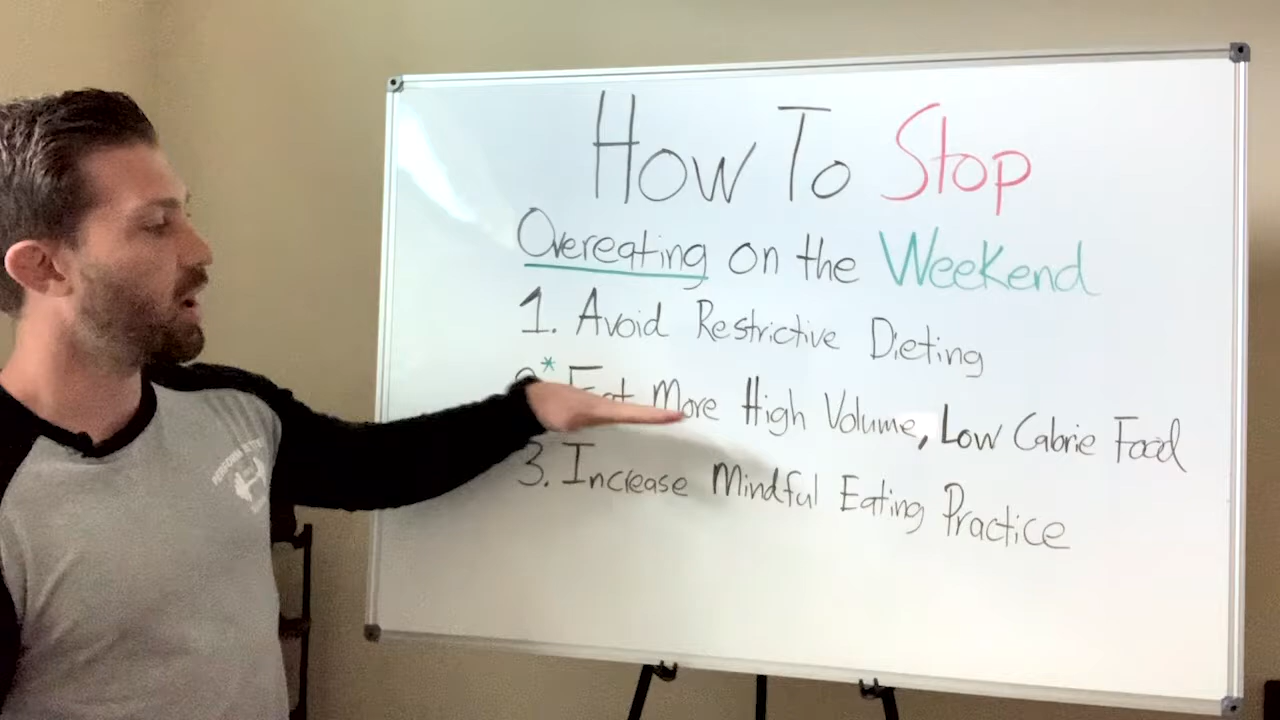 How To Stop
Overeating on the Weekend
1. Avoid Restrictive Dieting
* Eat More High Volume, Low Calorie Food
3. Increase Mindful Eating Practice